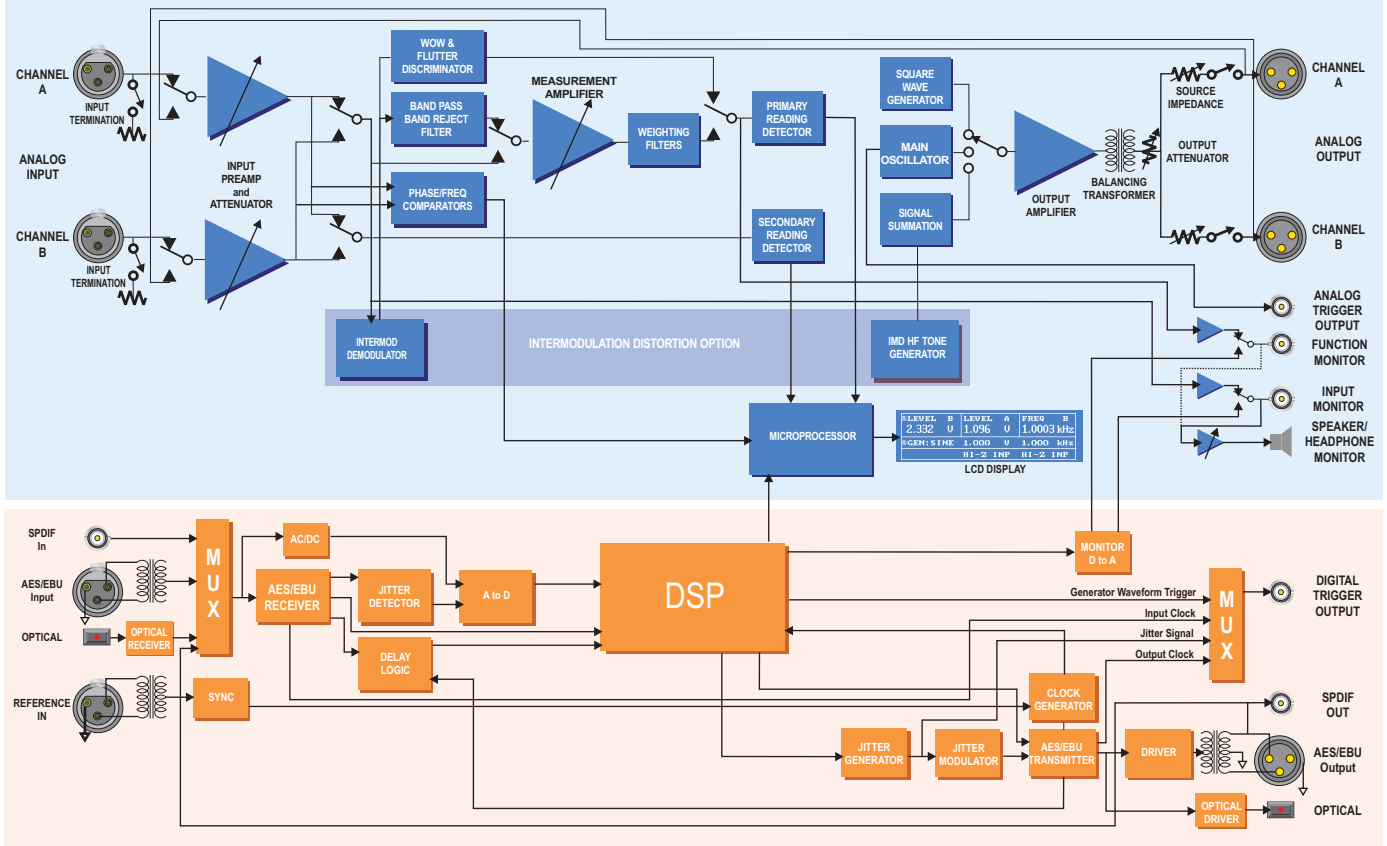 CHANNEL
A
INPUT
TERMINATION
ANALOG
INPUT
CHANNEL
B
INPUT
TERMINATION
INPUT
PREAMP
and
ATTENUATOR
WOW &
FLUTTER
DISCRIMINATOR
BAND PASS
BAND REJECT
FILTER
PHASE/FREQ
COMPARATORS
MEASUREMENT
AMPLIFIER
WEIGHTING
FILTERS
PRIMARY
READING
DETECTOR
SECONDARY
READING
DETECTOR
SQUARE
WAVE
GENERATOR
MAIN
OSCILLATOR
SIGNAL
SUMMATION
OUTPUT
AMPLIFIER
BALANCING
TRANSFORMER
OUTPUT
ATTENUATOR
SOURCE
IMPEDANCE
CHANNEL
A
ANALOG
OUTPUT
CHANNEL
B
ANALOG
TRIGGER
OUTPUT
FUNCTION
MONITOR
INPUT
MONITOR
SPEAKER/
HEADPHONE
MONITOR
INTERMOD
DEMODULATOR
INTERMODULATION DISTORTION OPTION
IMD HF TONE
GENERATOR
MICROPROCESSOR
LEVEL B LEVEL A FREQ B
2.332 V 1.096 V 1.0003 kHz
GEN:SINE 1.000 V 1.000 kHz
HI-Z INP HI-Z INP
LCD DISPLAY
SPDIF
In
AES/EBU
Input
OPTICAL
OPTICAL
RECEIVER
REFERENCE
IN
SYNC
M
U
X
AC/DC
AES/EBU
RECEIVER
JITTER
DETECTOR
DELAY
LOGIC
A to D
DSP
MONITOR
D to A
Generator Waveform Trigger
Input Clock
Jitter Signal
Output Clock
M
U
X
DIGITAL
TRIGGER
OUTPUT
CLOCK
GENERATOR
JITTER
GENERATOR
JITTER
MODULATOR
AES/EBU
TRANSMITTER
DRIVER
OPTICAL
DRIVER
SPDIF
OUT
AES/EBU
Output
OPTICAL